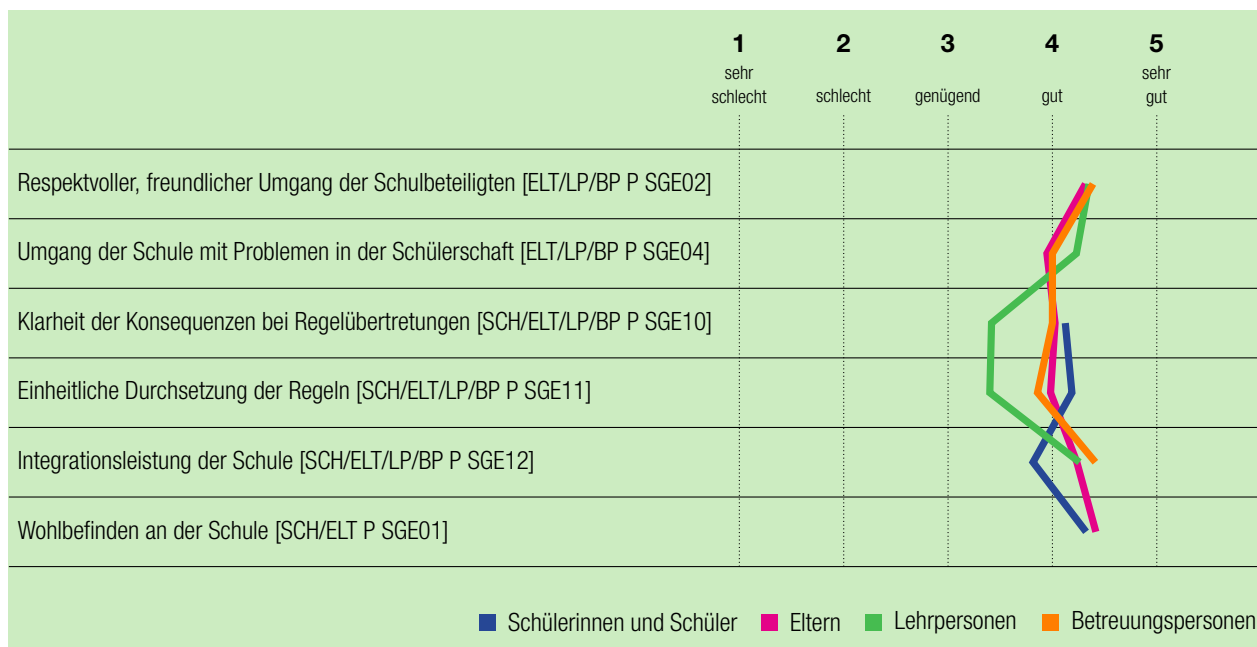 1 2 3 4 5
sehr schlecht schlecht genügend gut sehr gut
Respektvoller, freundlicher Umgang der Schulbeteiligten [ELT/LP/BP P SGE02]
Umgang der Schule mit Problemen in der Schülerschaft [ELT/LP/BP P SGE04]
Klarheit der Konsequenzen bei Regelübertretungen [SCH/ELT/LP/BP P SGE10]
Einheitliche Durchsetzung der Regeln [SCH/ELT/LP/BP P SGE11]
Integrationsleistung der Schule [SCH/ELT/LP/BP P SGE12]
Wohlbefinden an der Schule [SCH/ELT P SGE01]
Schülerinnen und Schüler Eltern Lehrpersonen Betreuungspersonen